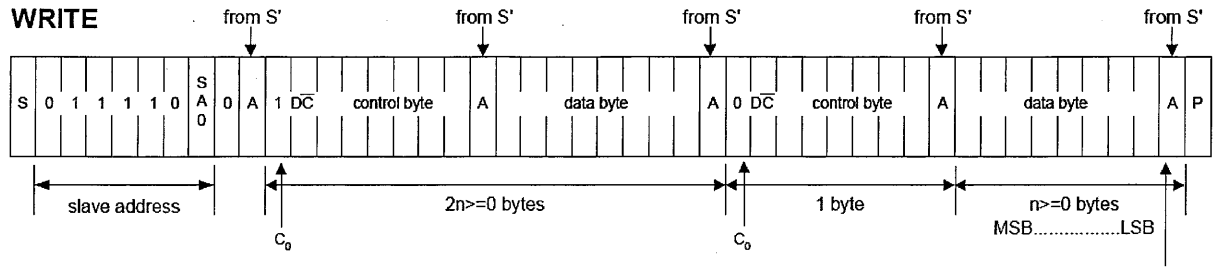 WRITE
from S' from S' from S' from S' from S'
S 0 1 1 1 1 0 SA0 0 A 1 DC̅ control byte A data byte A 0 DC̅ control byte A data byte A P
slave address 2n>=0 bytes 1 byte n>=0 bytes
MSB..................LSB
C₀ C₀